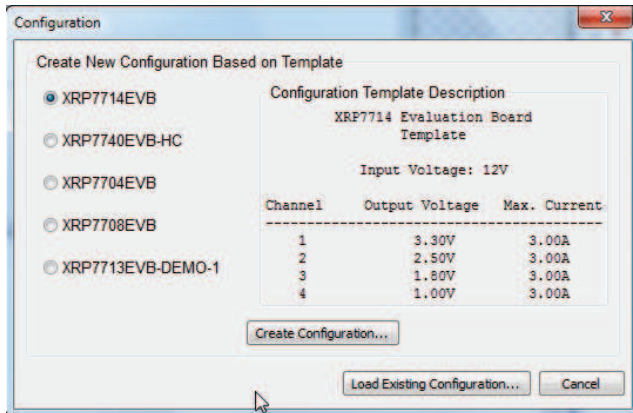 Configuration
Create New Configuration Based on Template
XRP7714EVB
XRP7740EVB-HC
XRP7704EVB
XRP7708EVB
XRP7713EVB-DEMO-1
Configuration Template Description
XRP7714 Evaluation Board
Template
Input Voltage: 12V
Channel Output Voltage Max. Current
1 3.30V 3.00A
2 2.50V 3.00A
3 1.80V 3.00A
4 1.00V 3.00A
Create Configuration...
Load Existing Configuration... Cancel